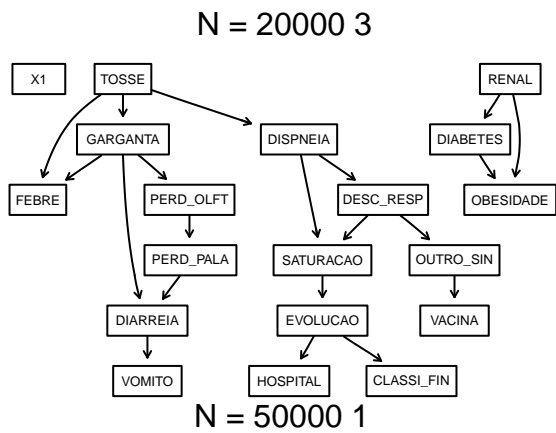 N = 20000 3
X1 TOSSE RENAL
GARGANTA DISPNEIA DIABETES
FEBRE PERD_OLFT DESC_RESP OBESIDADE
PERD_PALA SATURACAO OUTRO_SIN
DIARREIA EVOLUCAO VACINA
VOMITO HOSPITAL CLASSI_FIN
N = 50000 1